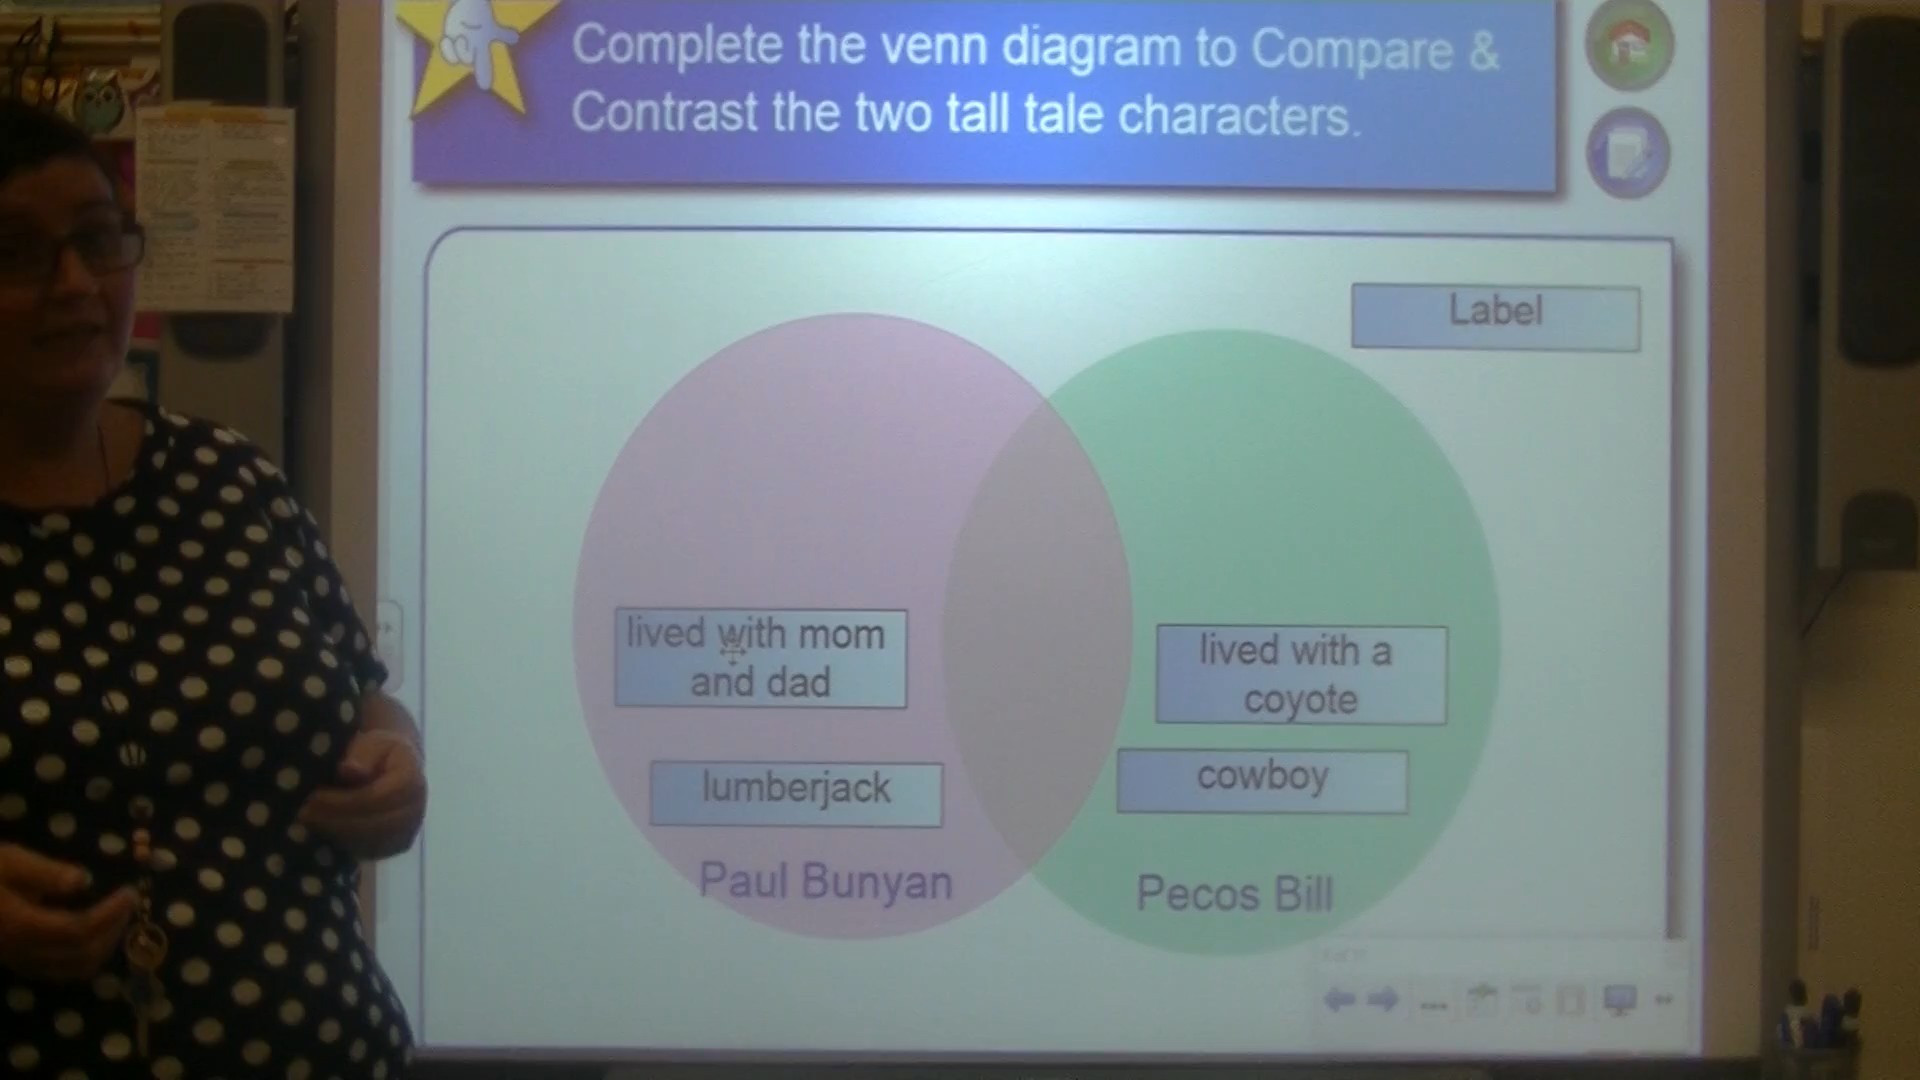 Complete the venn diagram to Compare &
Contrast the two tall tale characters.
Label
lived with mom
and dad
lived with a
coyote
lumberjack
cowboy
Paul Bunyan
Pecos Bill